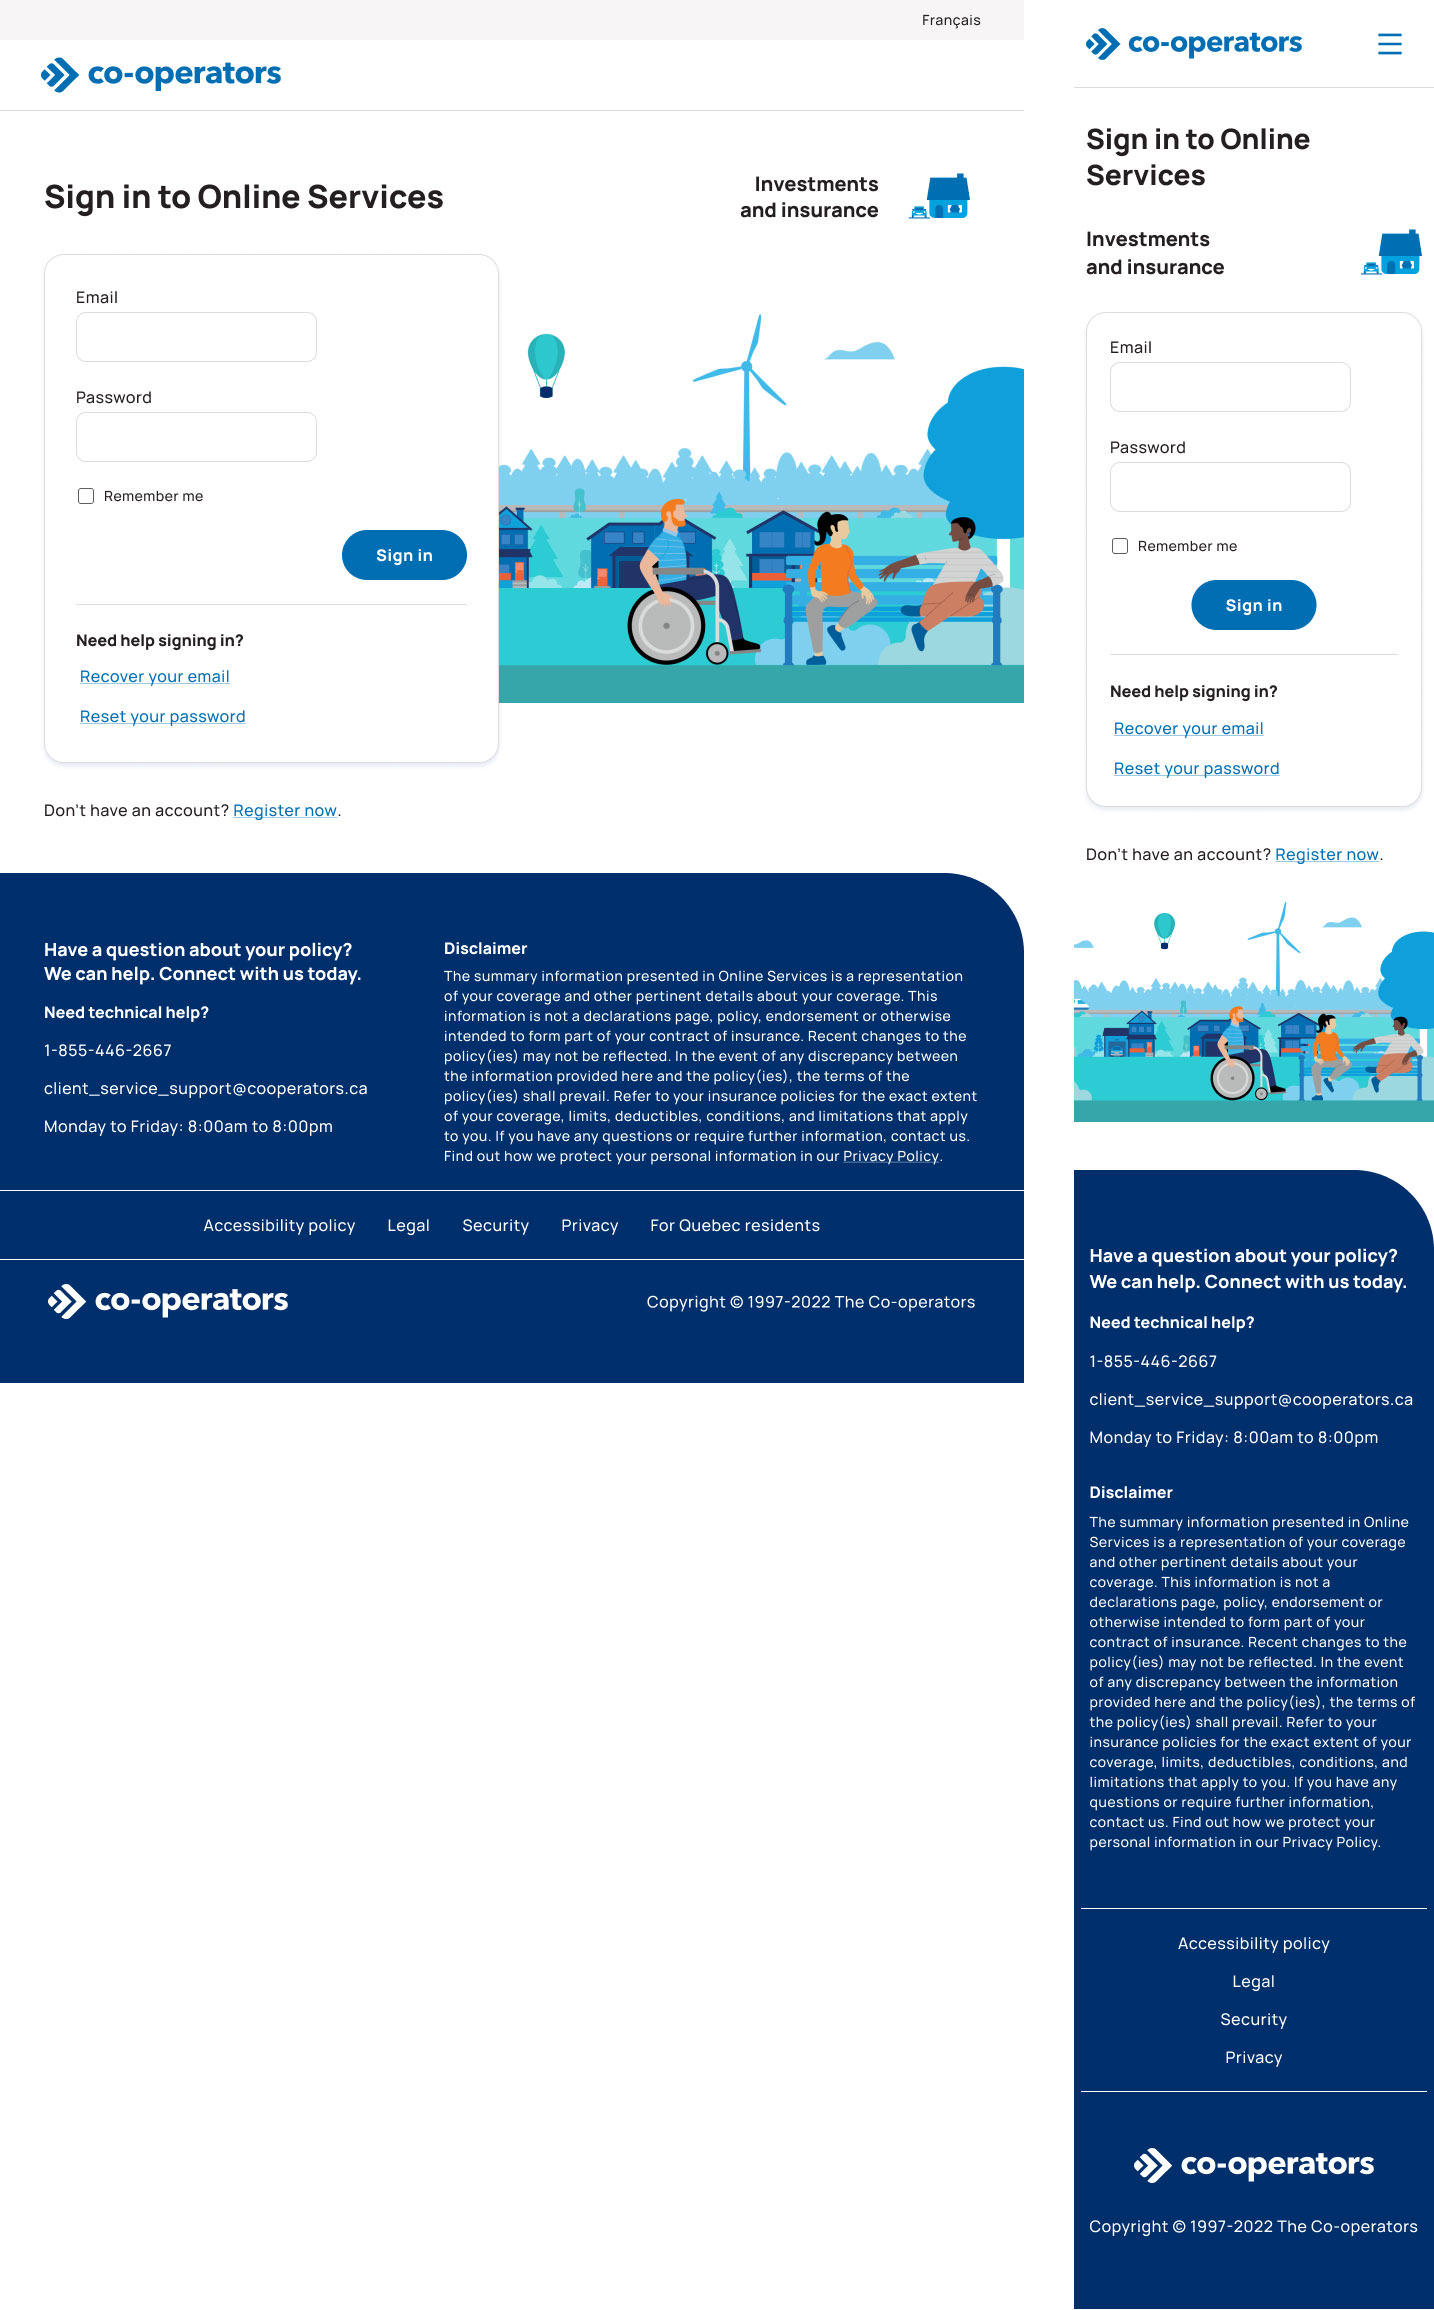 Français
co-operators
Sign in to Online Services
Investments
and insurance
Email
Password
Remember me
Sign in
Need help signing in?
Recover your email
Reset your password
Don't have an account? Register now.
Have a question about your policy?
We can help. Connect with us today.
Need technical help?
1-855-446-2667
client_service_support@cooperators.ca
Monday to Friday: 8:00am to 8:00pm
Disclaimer
The summary information presented in Online Services is a representation
of your coverage and other pertinent details about your coverage. This
information is not a declarations page, policy, endorsement or otherwise
intended to form part of your contract of insurance. Recent changes to the
policy(ies) may not be reflected. In the event of any discrepancy between
the information provided here and the policy(ies), the terms of the
policy(ies) shall prevail. Refer to your insurance policies for the exact extent
of your coverage, limits, deductibles, conditions, and limitations that apply
to you. If you have any questions or require further information, contact us.
Find out how we protect your personal information in our Privacy Policy.
Accessibility policy Legal Security Privacy For Quebec residents
co-operators
Copyright © 1997-2022 The Co-operators
co-operators
Sign in to Online
Services
Investments
and insurance
Email
Password
Remember me
Sign in
Need help signing in?
Recover your email
Reset your password
Don't have an account? Register now.
Have a question about your policy?
We can help. Connect with us today.
Need technical help?
1-855-446-2667
client_service_support@cooperators.ca
Monday to Friday: 8:00am to 8:00pm
Disclaimer
The summary information presented in Online
Services is a representation of your coverage
and other pertinent details about your
coverage. This information is not a
declarations page, policy, endorsement or
otherwise intended to form part of your
contract of insurance. Recent changes to the
policy(ies) may not be reflected. In the event
of any discrepancy between the information
provided here and the policy(ies), the terms of
the policy(ies) shall prevail. Refer to your
insurance policies for the exact extent of your
coverage, limits, deductibles, conditions, and
limitations that apply to you. If you have any
questions or require further information,
contact us. Find out how we protect your
personal information in our Privacy Policy.
Accessibility policy
Legal
Security
Privacy
co-operators
Copyright © 1997-2022 The Co-operators